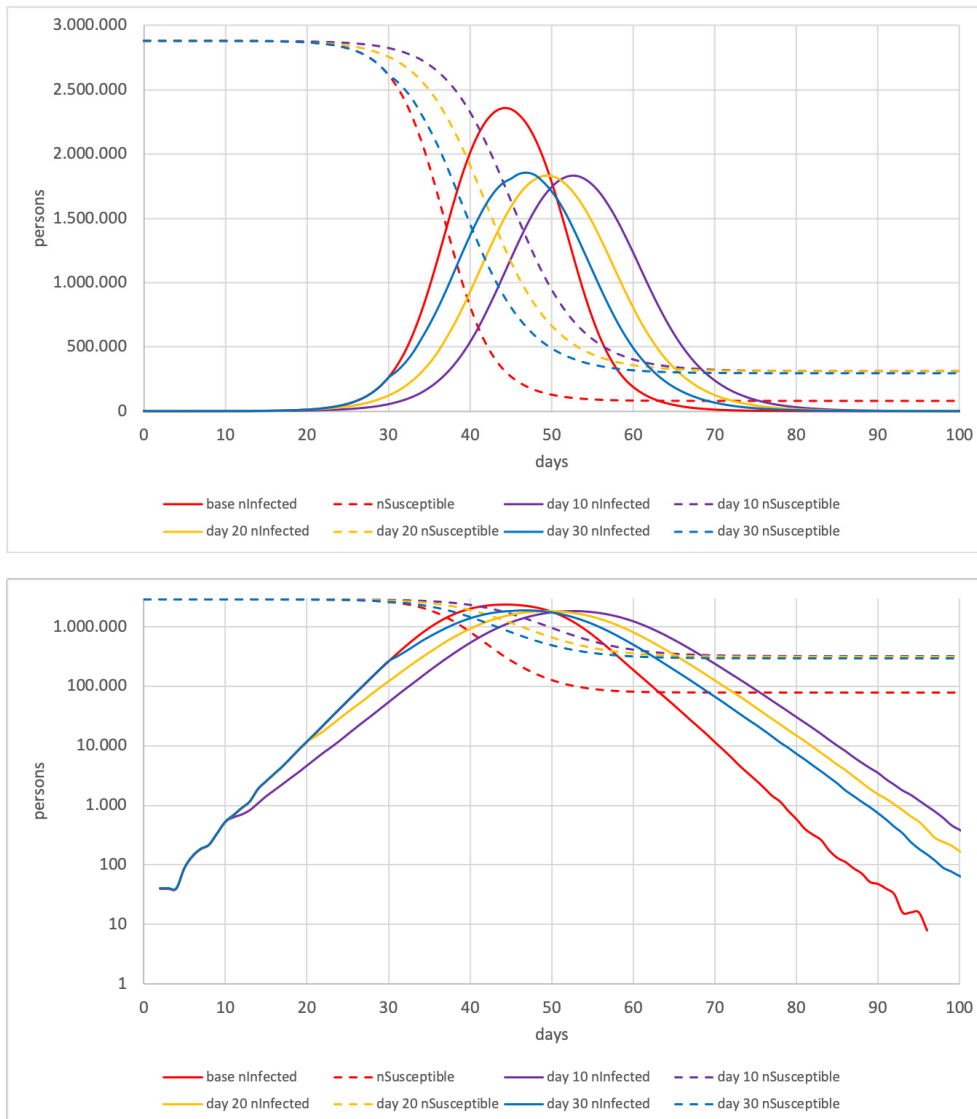 3.000.000
2.500.000
2.000.000
1.500.000
1.000.000
500.000
0
persons
0 10 20 30 40 50 60 70 80 90 100
days
base nInfected nSusceptible day 10 nInfected day 10 nSusceptible
day 20 nInfected day 20 nSusceptible day 30 nInfected day 30 nSusceptible
1.000.000
100.000
10.000
1.000
100
10
1
persons
0 10 20 30 40 50 60 70 80 90 100
days
base nInfected nSusceptible day 10 nInfected day 10 nSusceptible
day 20 nInfected day 20 nSusceptible day 30 nInfected day 30 nSusceptible